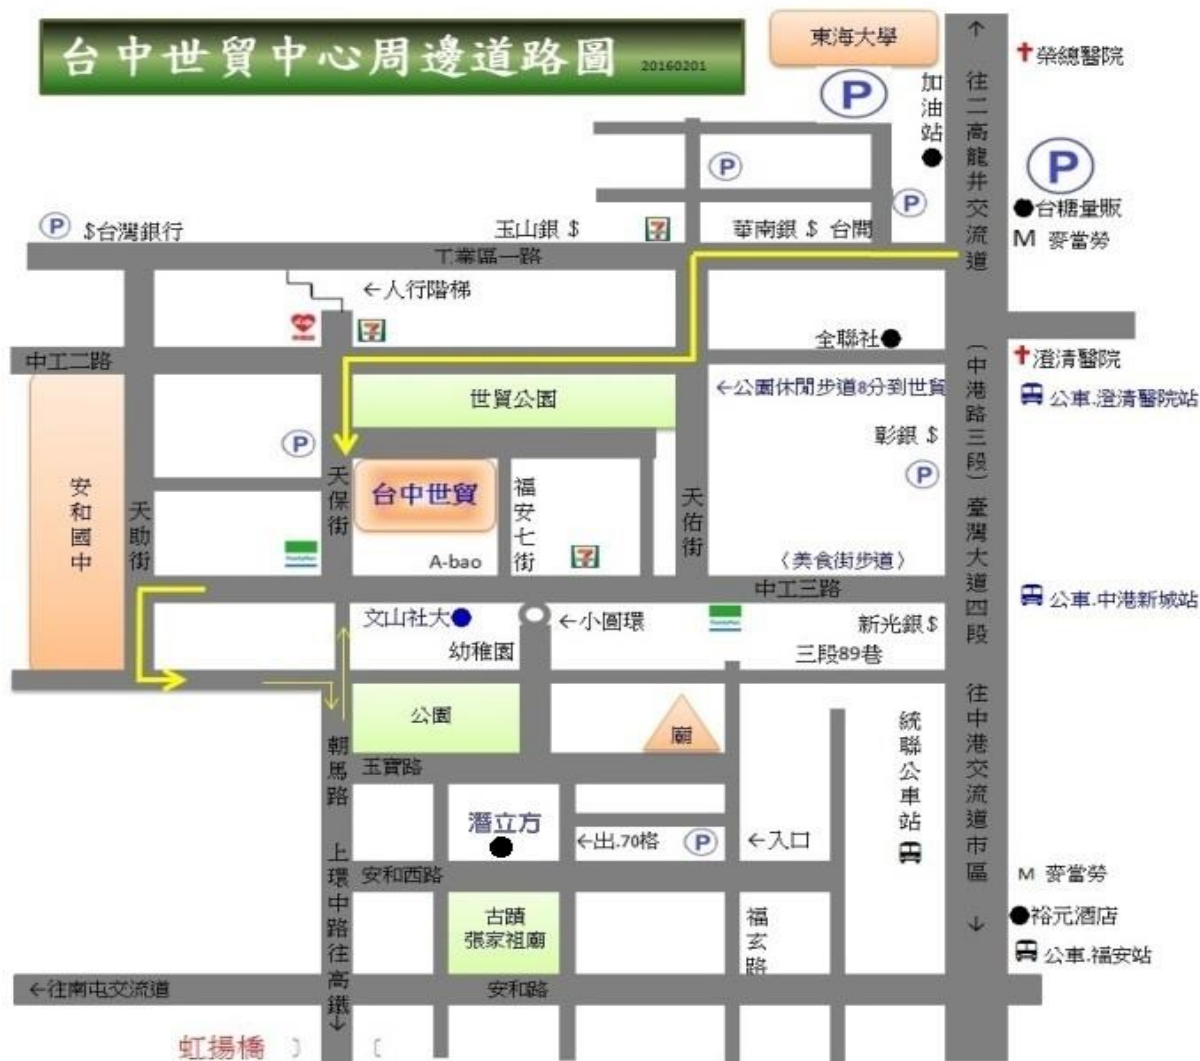 台中世貿中心周邊道路圖 20160201
東海大學
P
加油站
↑往二高龍井交流道
榮總醫院
P
P
P
台糖量販
M 麥當勞
P $台灣銀行
玉山銀 $
7
華南銀 $ 台開
工業區一路
←人行階梯
7
全聯社
中工二路
澄清醫院
公車.澄清醫院站
世貿公園
←公園休閒步道8分到世貿
(中港路三段)臺灣大道四段
彰銀 $
P
P
安和國中
天助街
天保街
台中世貿
福安七街
天佑街
A-bao
FamilyMart
7
〈美食街步道〉
中工三路
公車.中港新城站
文山社大
←小圓環
FamilyMart
新光銀$
幼稚園
三段89巷
公園
廟
往中港交流道市區↓
統聯公車站
朝馬路
玉寶路
潛立方
←出.70格
P
←入口
上環中路往高鐵↓
安和西路
M 麥當勞
古蹟
張家祖廟
福玄路
裕元酒店
公車.福安站
←往南屯交流道
安和路
虹揚橋